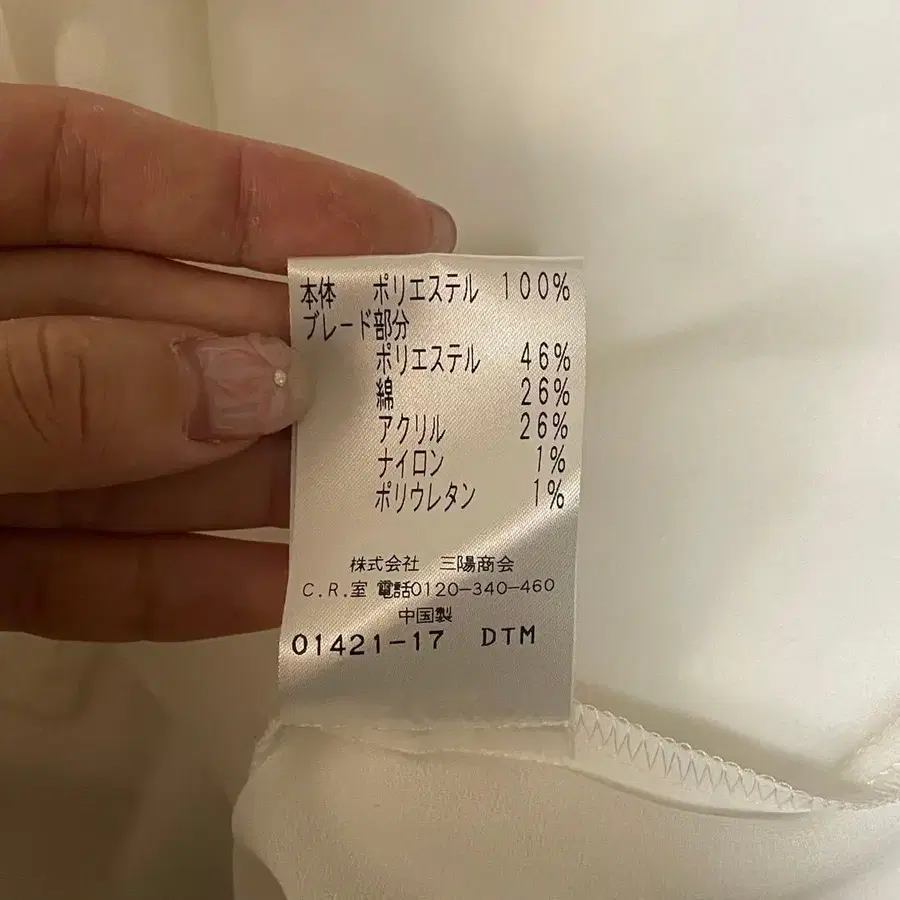 本体 ポリエステル 100%
ブレード部分
ポリエステル 46%
綿 26%
アクリル 26%
ナイロン 1%
ポリウレタン 1%
株式会社 三陽商会
C.R.室 電話0120-340-460
中国製
01421-17 DTM